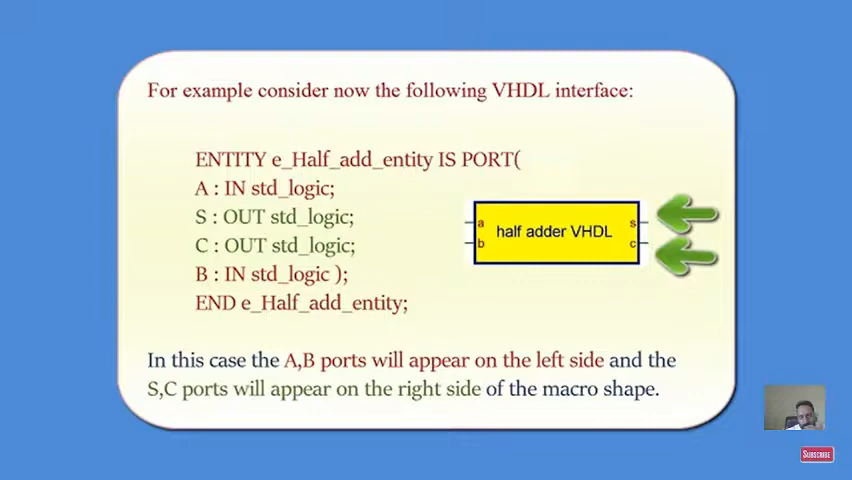 For example consider now the following VHDL interface:
ENTITY e_Half_add_entity IS PORT(
A : IN std_logic;
S : OUT std_logic;
C : OUT std_logic;
B : IN std_logic );
END e_Half_add_entity;
a half adder VHDL s
b c
In this case the A,B ports will appear on the left side and the
S,C ports will appear on the right side of the macro shape.
SUBSCRIBE